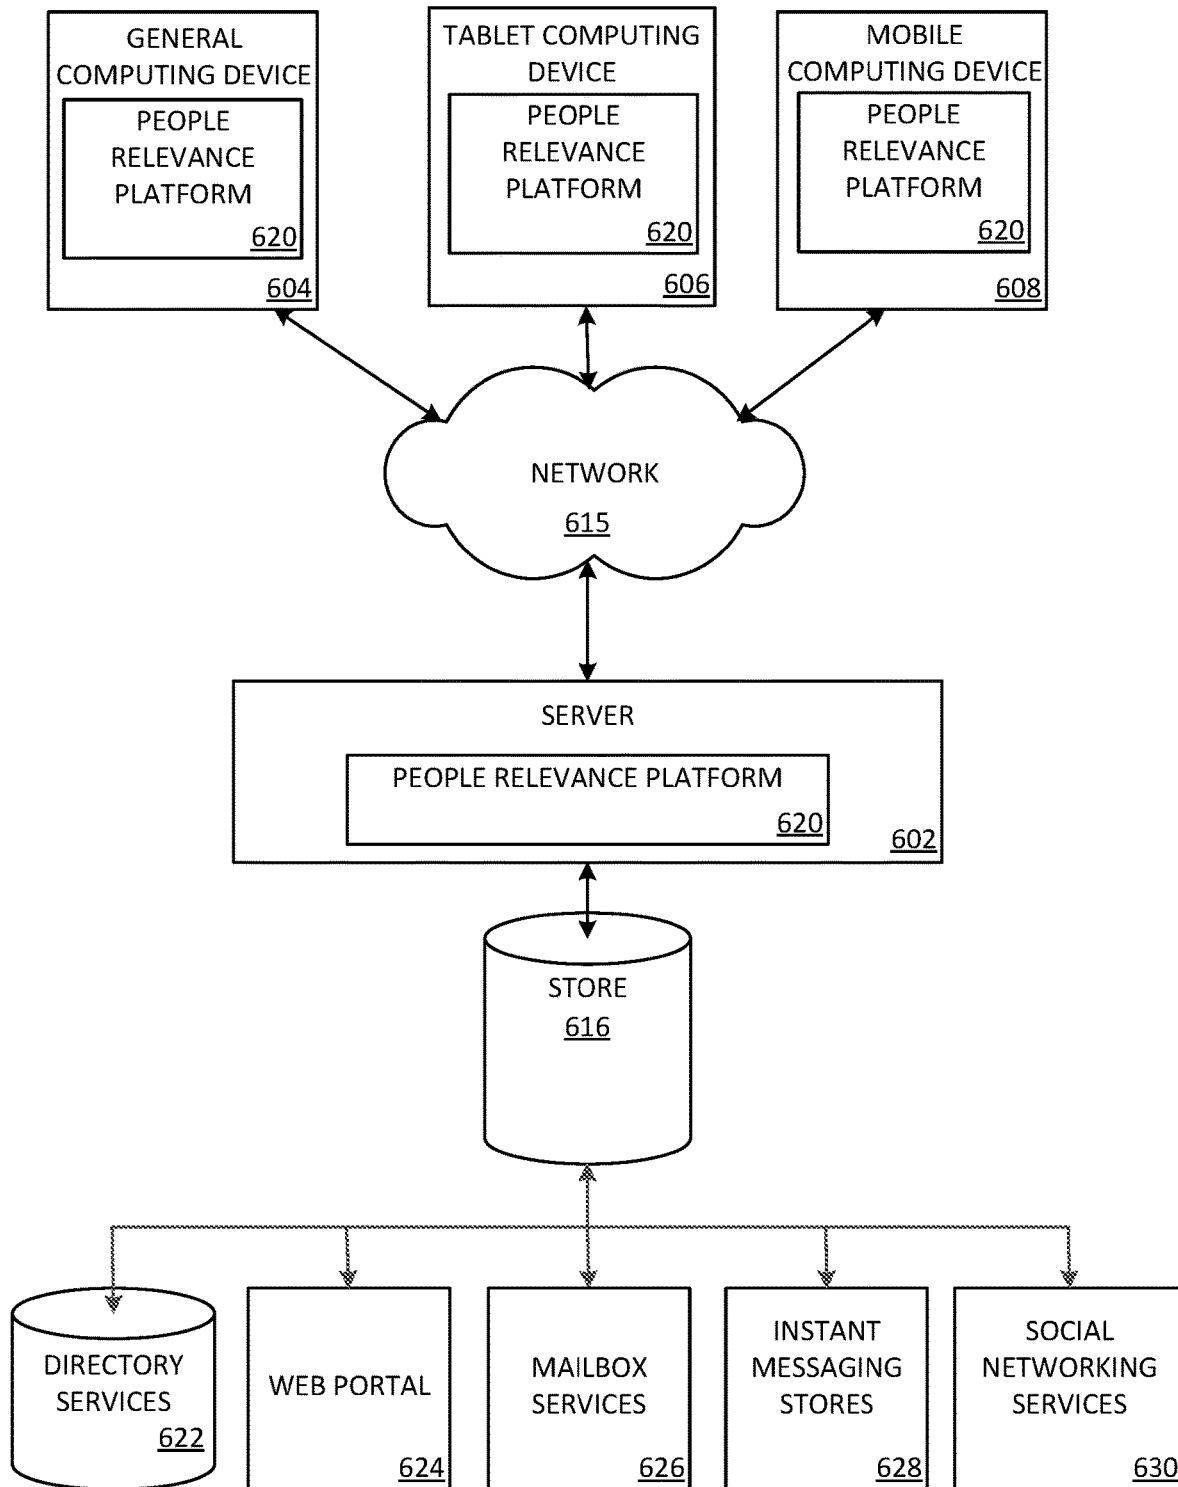 GENERAL
COMPUTING DEVICE
PEOPLE
RELEVANCE
PLATFORM
620
604
TABLET COMPUTING
DEVICE
PEOPLE
RELEVANCE
PLATFORM
620
606
MOBILE
COMPUTING DEVICE
PEOPLE
RELEVANCE
PLATFORM
620
608
NETWORK
615
SERVER
PEOPLE RELEVANCE PLATFORM
620
602
STORE
616
DIRECTORY
SERVICES
622
WEB PORTAL
624
MAILBOX
SERVICES
626
INSTANT
MESSAGING
STORES
628
SOCIAL
NETWORKING
SERVICES
630